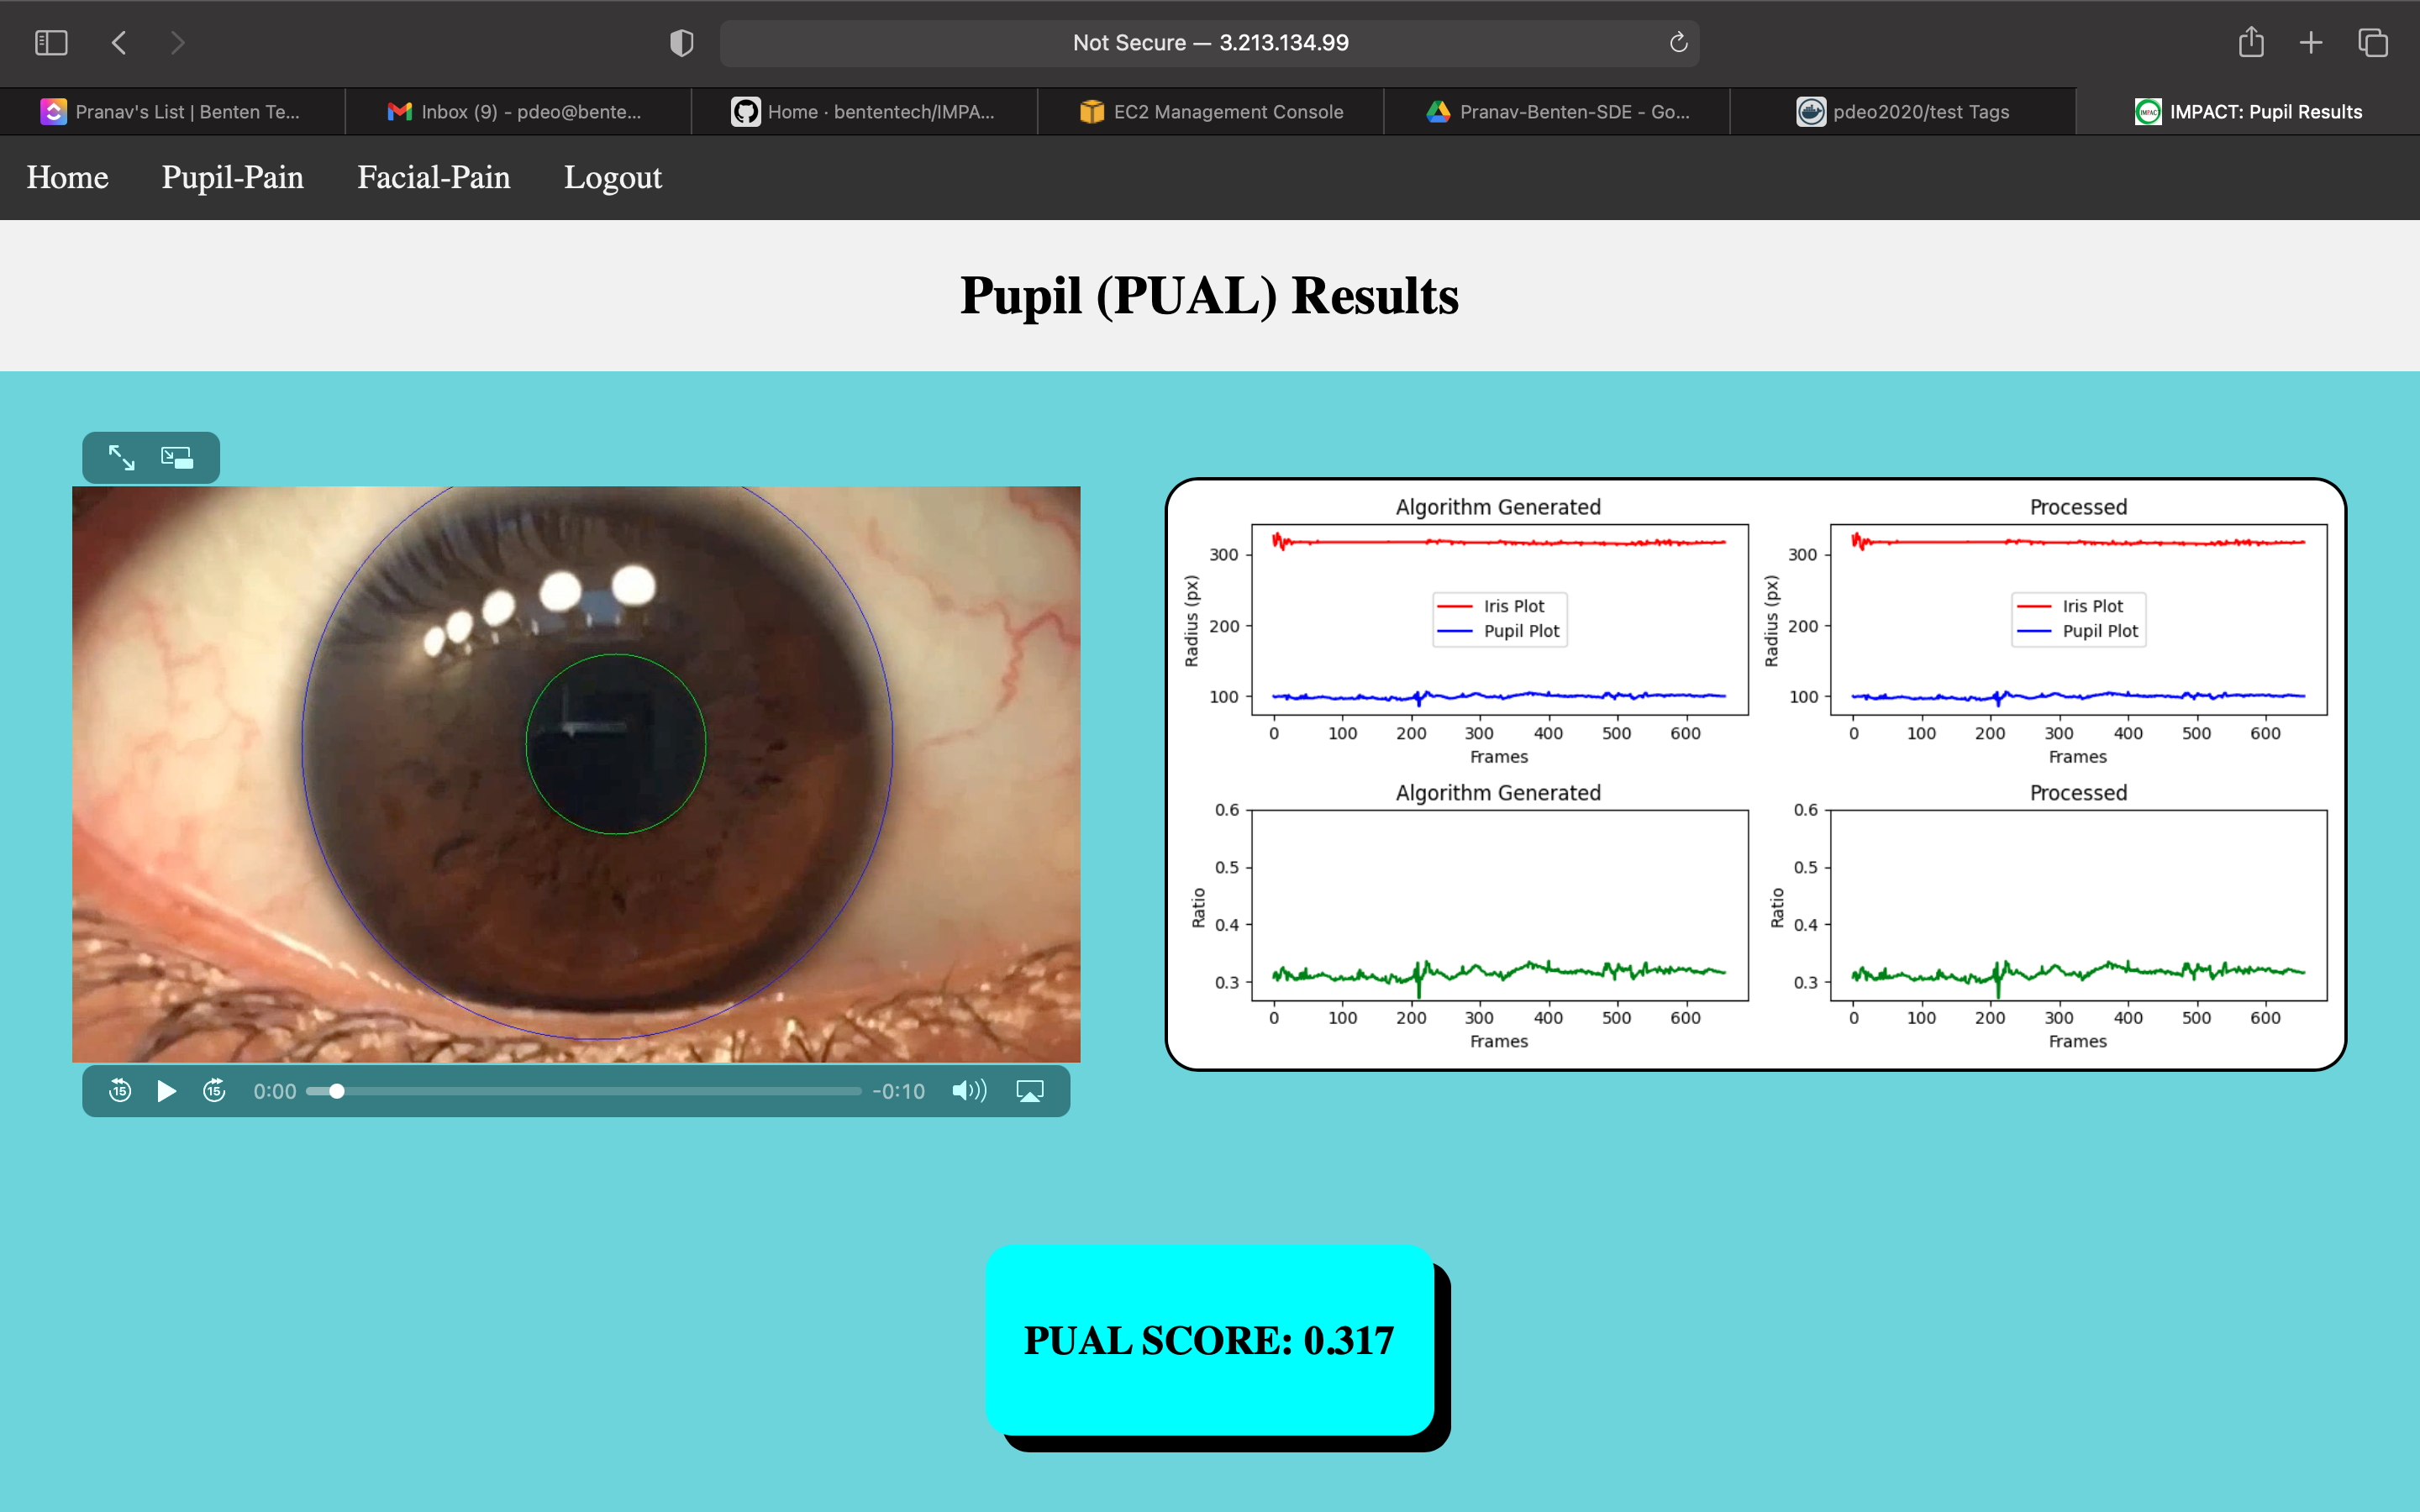 Not Secure — 3.213.134.99
Pranav's List | Benten Te...
Inbox (9) - pdeo@bente...
Home · bententech/IMPA...
EC2 Management Console
Pranav-Benten-SDE - Go...
pdeo2020/test Tags
IMPACT: Pupil Results
Home Pupil-Pain Facial-Pain Logout
Pupil (PUAL) Results
15 15 0:00 -0:10
Algorithm Generated
300
200
100
Radius (px)
Iris Plot
Pupil Plot
0 100 200 300 400 500 600
Frames
Processed
300
200
100
Radius (px)
Iris Plot
Pupil Plot
0 100 200 300 400 500 600
Frames
Algorithm Generated
0.6
0.5
0.4
0.3
Ratio
0 100 200 300 400 500 600
Frames
Processed
0.6
0.5
0.4
0.3
Ratio
0 100 200 300 400 500 600
Frames
PUAL SCORE: 0.317